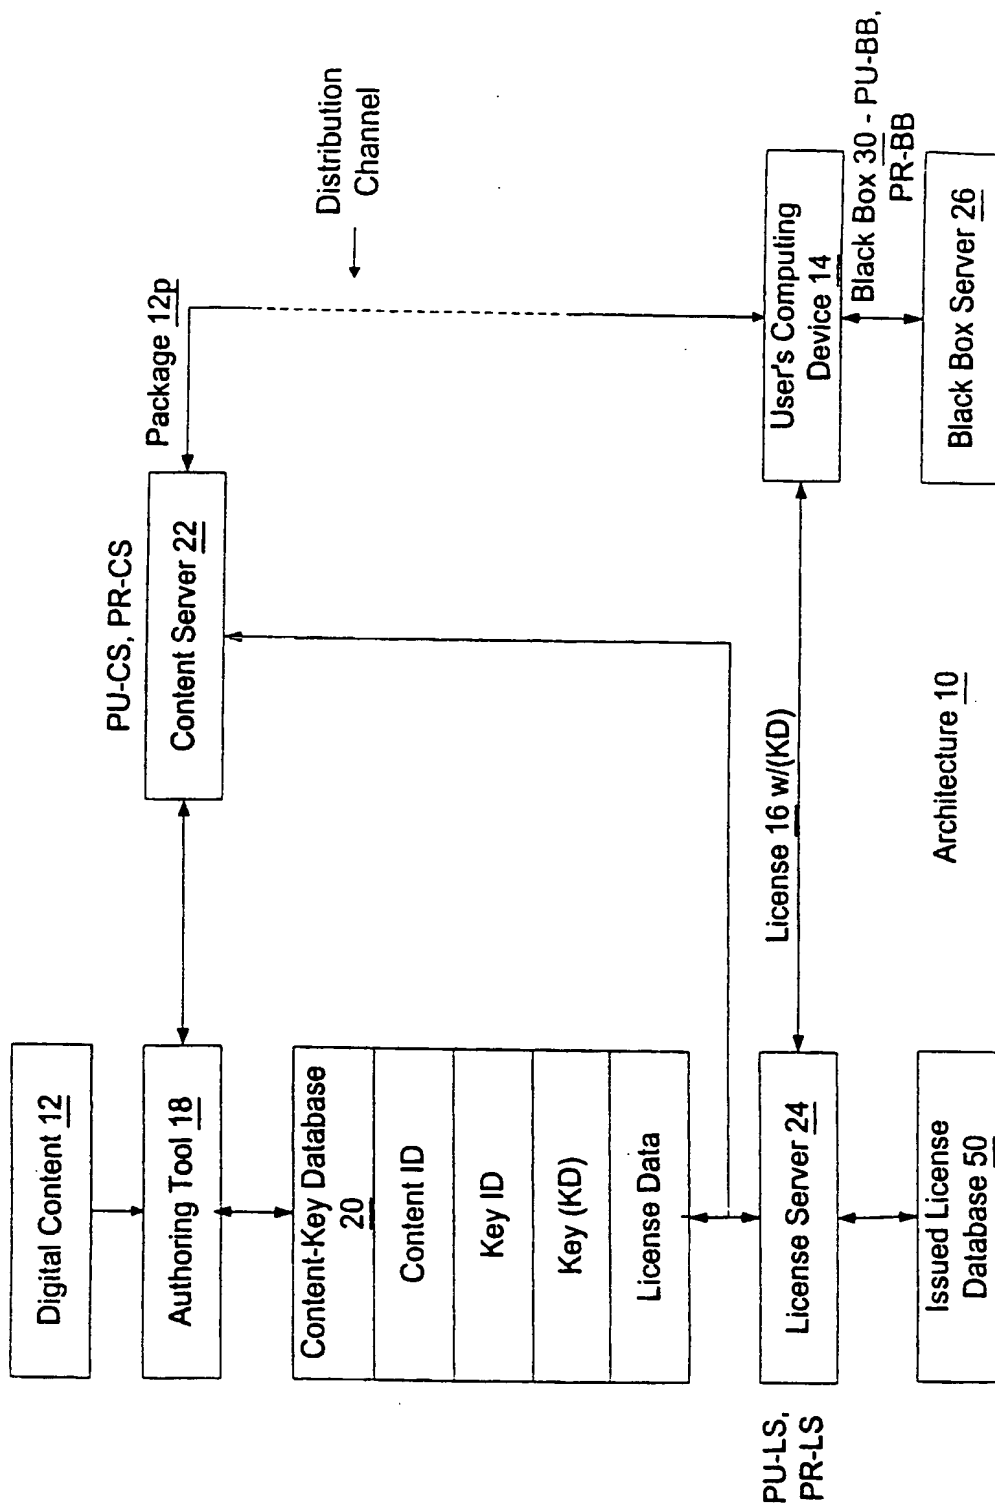 Digital Content 12
Authoring Tool 18
Content-Key Database
20
Content ID
Key ID
Key (KD)
License Data
PU-LS,
PR-LS
License Server 24
Issued License
Database 50
PU-CS, PR-CS
Content Server 22
Package 12p
Distribution
Channel
License 16 w/(KD)
User's Computing
Device 14
Black Box 30 - PU-BB,
PR-BB
Black Box Server 26
Architecture 10